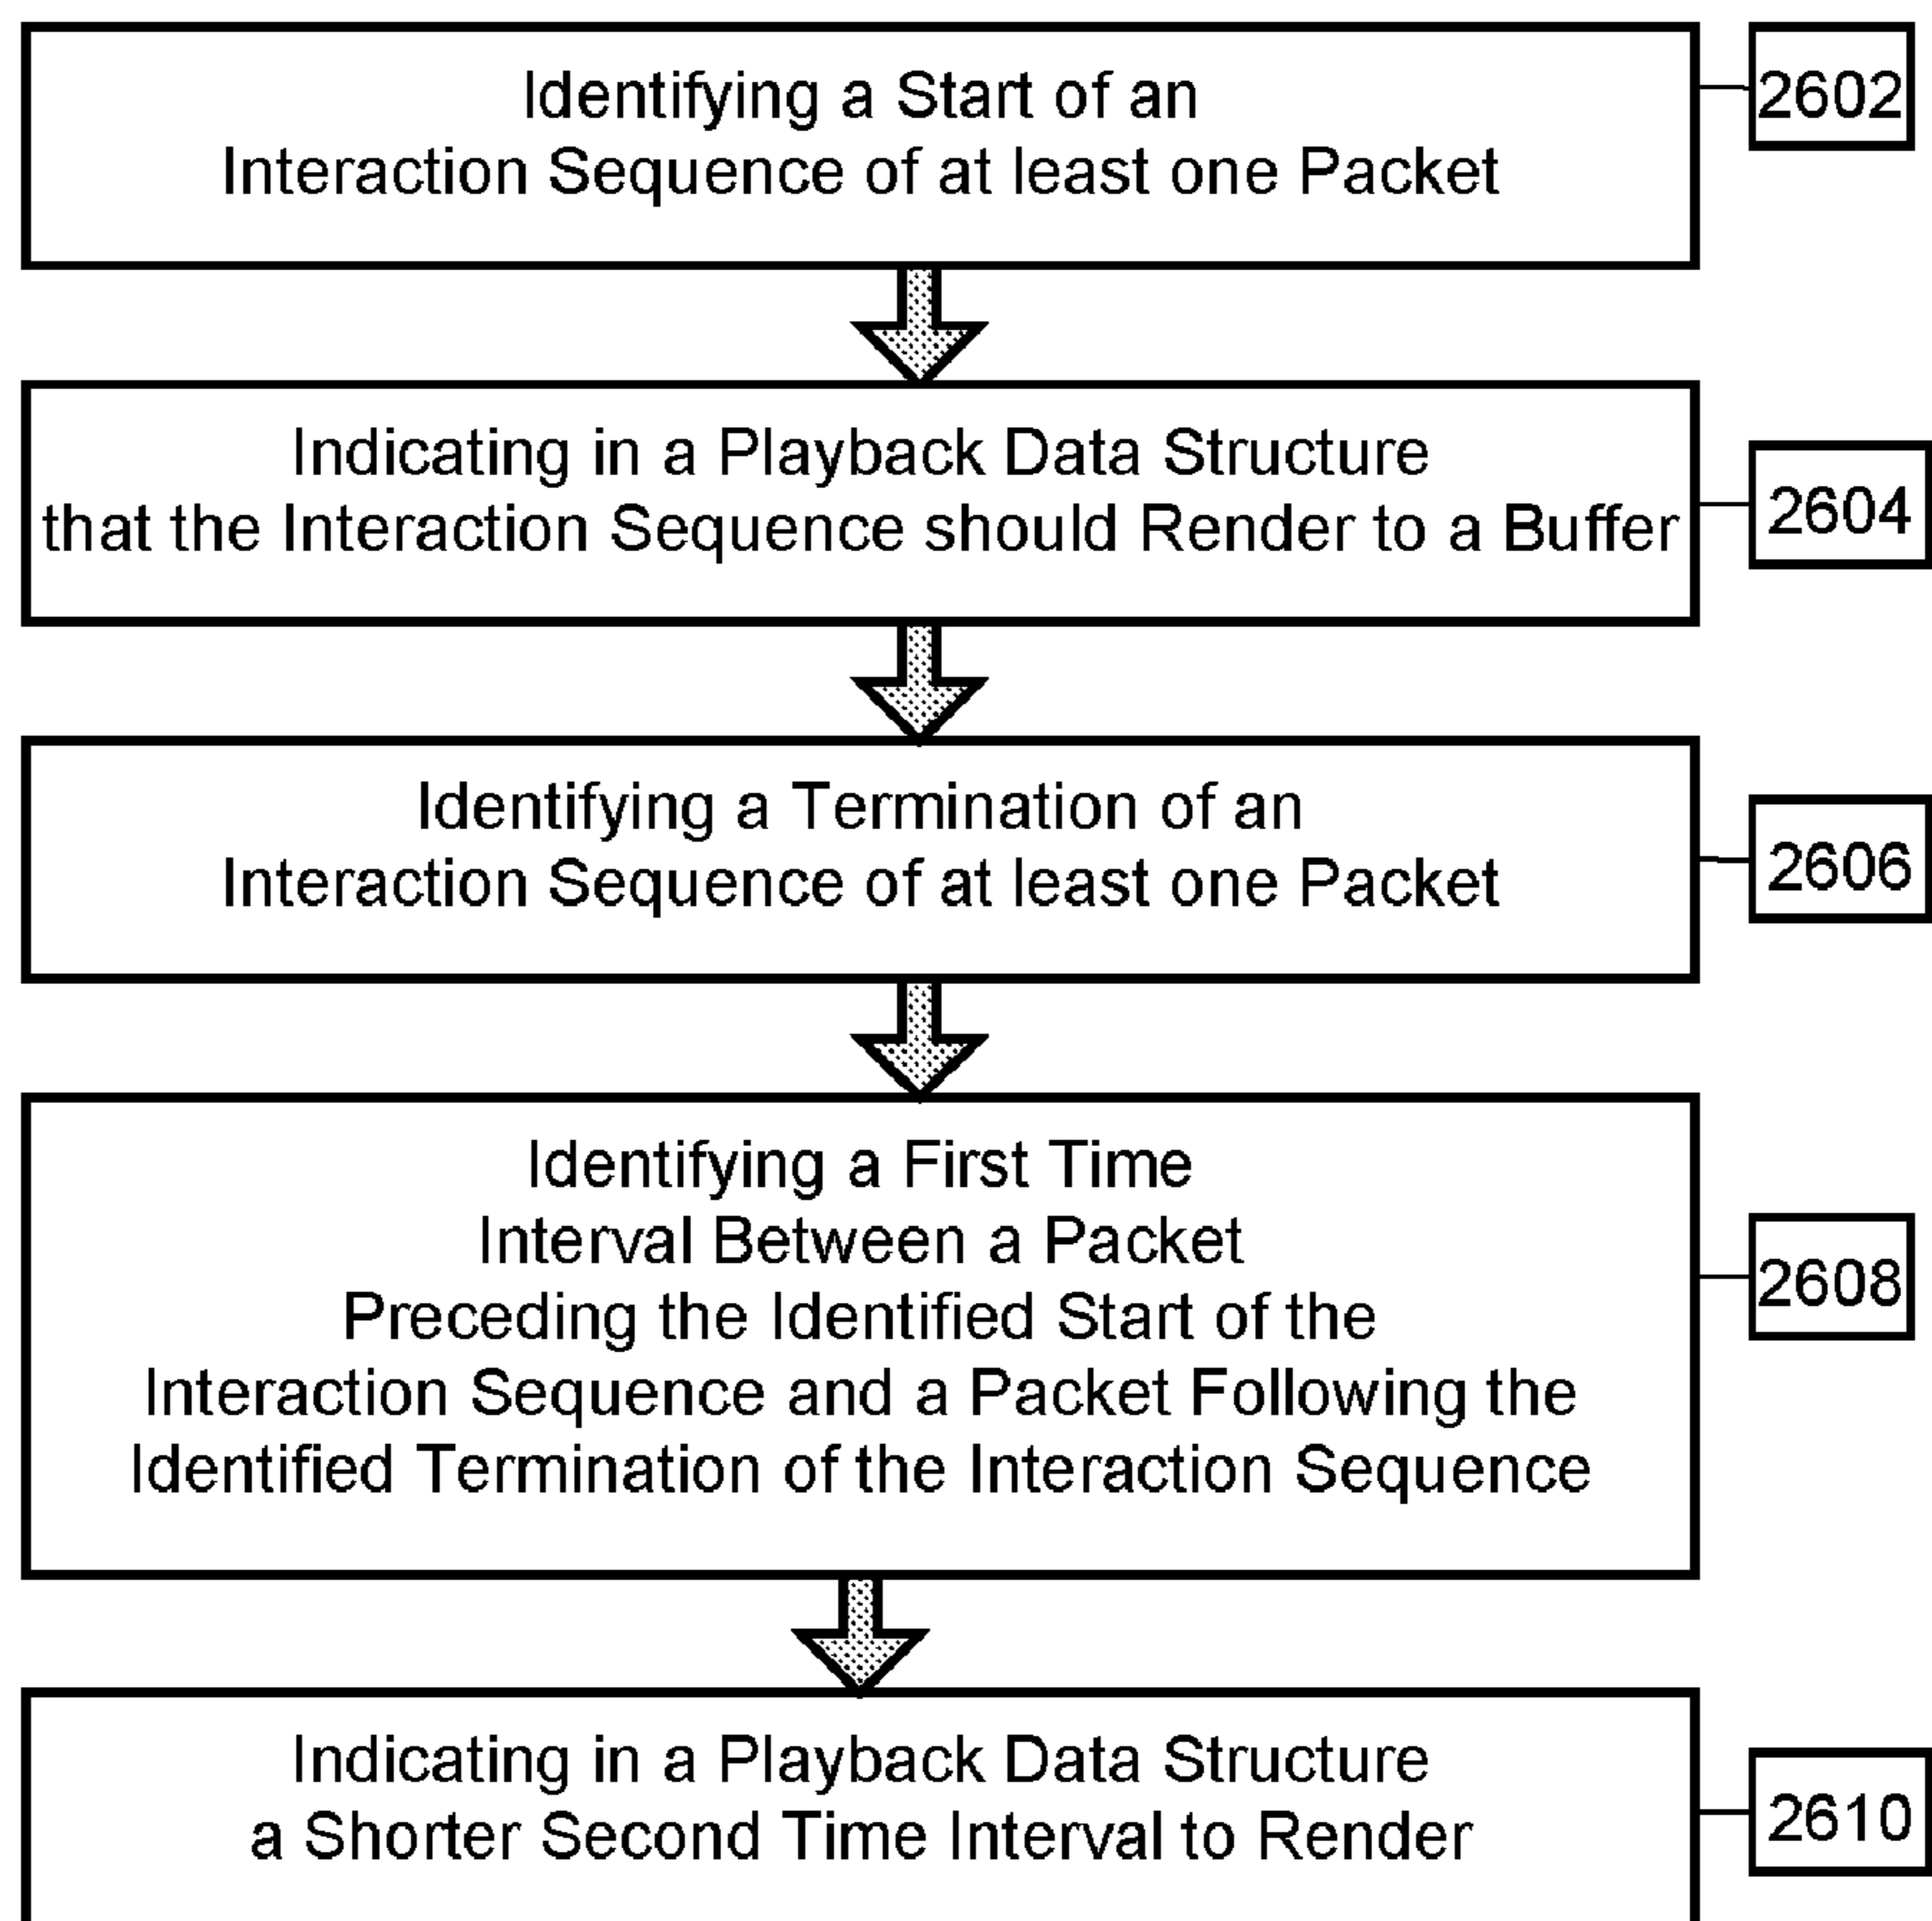 Identifying a Start of an
Interaction Sequence of at least one Packet
2602
Indicating in a Playback Data Structure
that the Interaction Sequence should Render to a Buffer
2604
Identifying a Termination of an
Interaction Sequence of at least one Packet
2606
Identifying a First Time
Interval Between a Packet
Preceding the Identified Start of the
Interaction Sequence and a Packet Following the
Identified Termination of the Interaction Sequence
2608
Indicating in a Playback Data Structure
a Shorter Second Time Interval to Render
2610